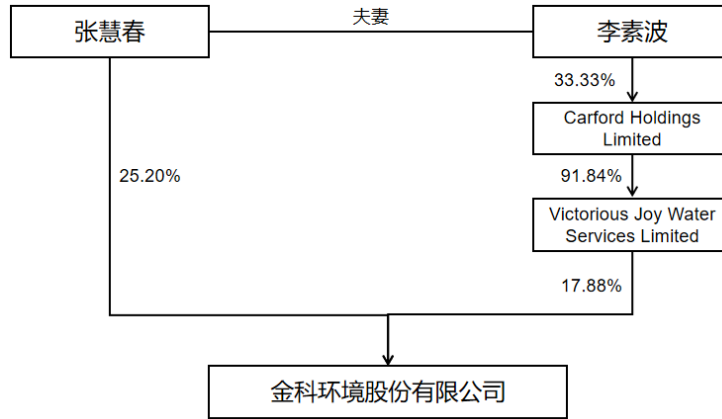 张慧春
夫妻
李素波
33.33%
Carford Holdings
Limited
25.20%
91.84%
Victorious Joy Water
Services Limited
17.88%
金科环境股份有限公司